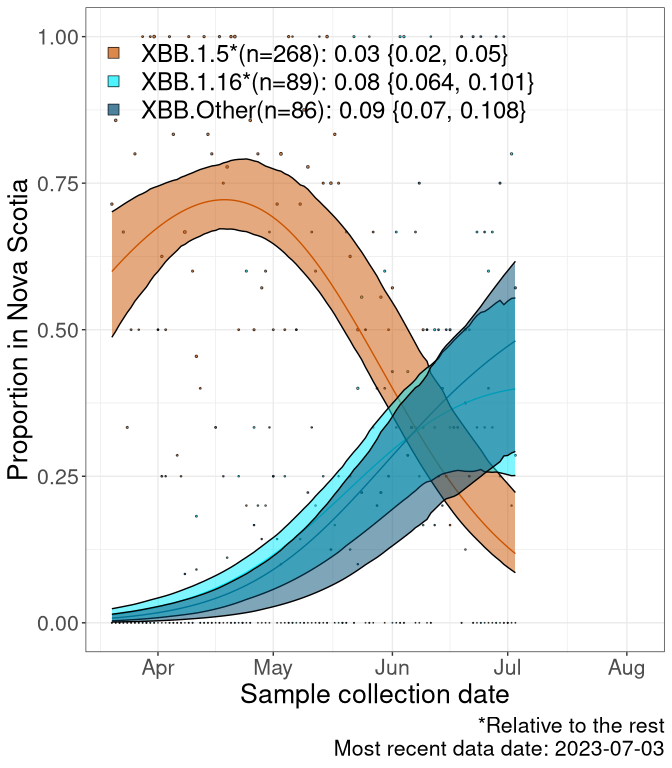 1.00
XBB.1.5*(n=268): 0.03 {0.02, 0.05}
XBB.1.16*(n=89): 0.08 {0.064, 0.101}
XBB.Other(n=86): 0.09 {0.07, 0.108}
0.75
0.50
0.25
0.00
Proportion in Nova Scotia
Apr May Jun Jul Aug
Sample collection date
*Relative to the rest
Most recent data date: 2023-07-03